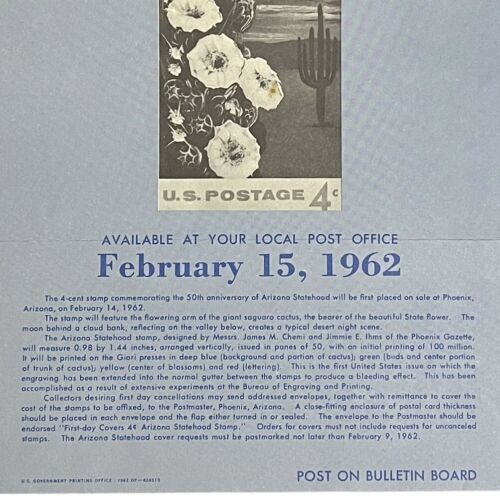 U.S. POSTAGE 4c
AVAILABLE AT YOUR LOCAL POST OFFICE
February 15, 1962
The 4-cent stamp commemorating the 50th anniversary of Arizona Statehood will be first placed on sale at Phoenix,
Arizona, on February 14, 1962.
The stamp will feature the flowering arm of the giant saguaro cactus, the bearer of the beautiful State flower. The
moon behind a cloud bank, reflecting on the valley below, creates a typical desert night scene.
The Arizona Statehood stamp, designed by Messrs. James M. Chemi and Jimmie E. Ihms of the Phoenix Gazette,
will measure 0.98 by 1.44 inches, arranged vertically, issued in panes of 50, with an initial printing of 100 million.
It will be printed on the Giori presses in deep blue (background and portion of cactus); green (buds and center portion
of trunk of cactus); yellow (center of blossoms) and red (lettering). This is the first United States issue on which the
engraving has been extended into the normal gutter between the stamps to produce a bleeding effect. This has been
accomplished as a result of extensive experiments at the Bureau of Engraving and Printing.
Collectors desiring first day cancellations may send addressed envelopes, together with remittance to cover the
cost of the stamps to be affixed, to the Postmaster, Phoenix, Arizona. A close-fitting enclosure of postal card thickness
should be placed in each envelope and the flap either turned in or sealed. The envelope to the Postmaster should be
endorsed "First-day Covers 4¢ Arizona Statehood Stamp." Orders for covers must not include requests for uncanceled
stamps. The Arizona Statehood cover requests must be postmarked not later than February 9, 1962.
U.S. GOVERNMENT PRINTING OFFICE : 1962 OF—
POST ON BULLETIN BOARD